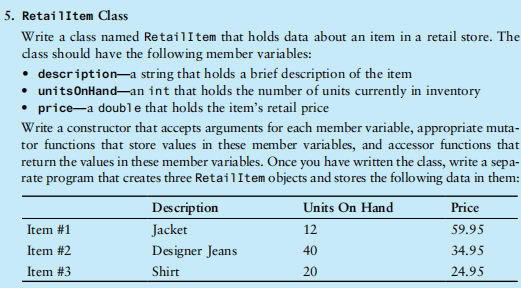 5. RetailItem Class
Write a class named RetailItem that holds data about an item in a retail store. The
class should have the following member variables:
• description—a string that holds a brief description of the item
• unitsOnHand—an int that holds the number of units currently in inventory
• price—a double that holds the item's retail price
Write a constructor that accepts arguments for each member variable, appropriate muta-
tor functions that store values in these member variables, and accessor functions that
return the values in these member variables. Once you have written the class, write a sepa-
rate program that creates three RetailItem objects and stores the following data in them:
Description Units On Hand Price
Item #1 Jacket 12 59.95
Item #2 Designer Jeans 40 34.95
Item #3 Shirt 20 24.95